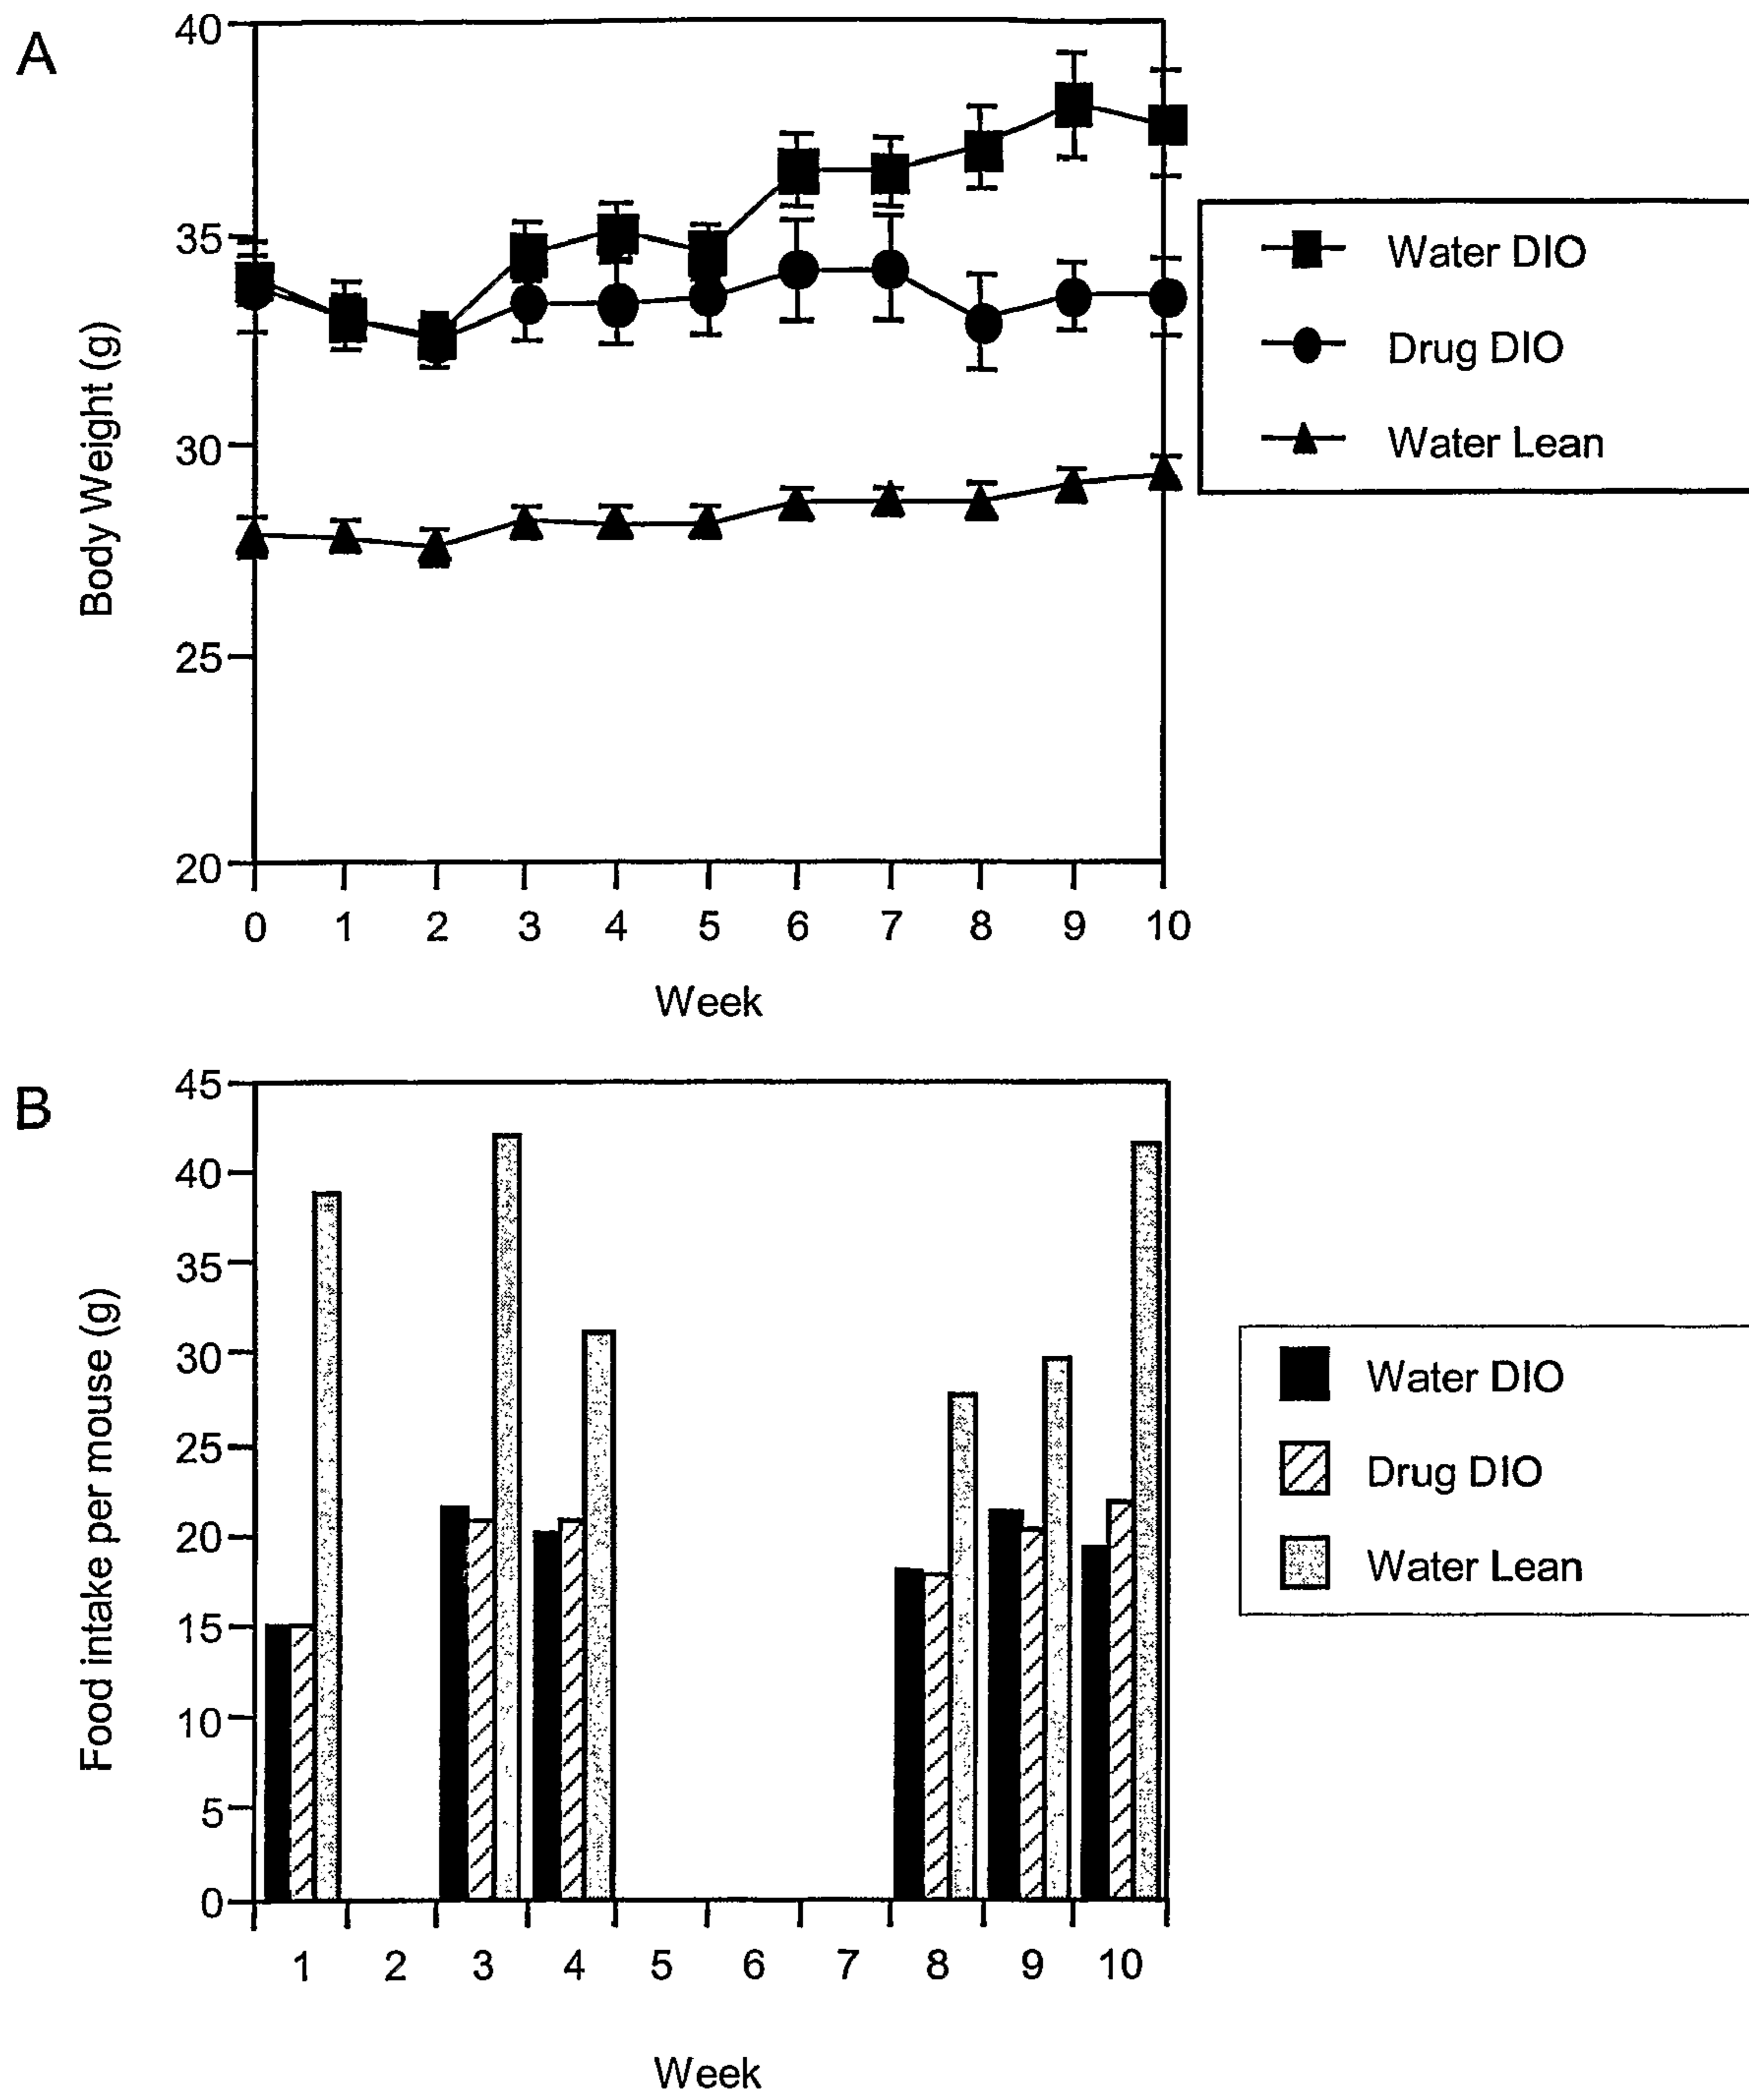 A
40
35
30
25
20
Body Weight (g)
0 1 2 3 4 5 6 7 8 9 10
Week
Water DIO
Drug DIO
Water Lean
B
45
40
35
30
25
20
15
10
5
0
Food intake per mouse (g)
1 2 3 4 5 6 7 8 9 10
Week
Water DIO
Drug DIO
Water Lean